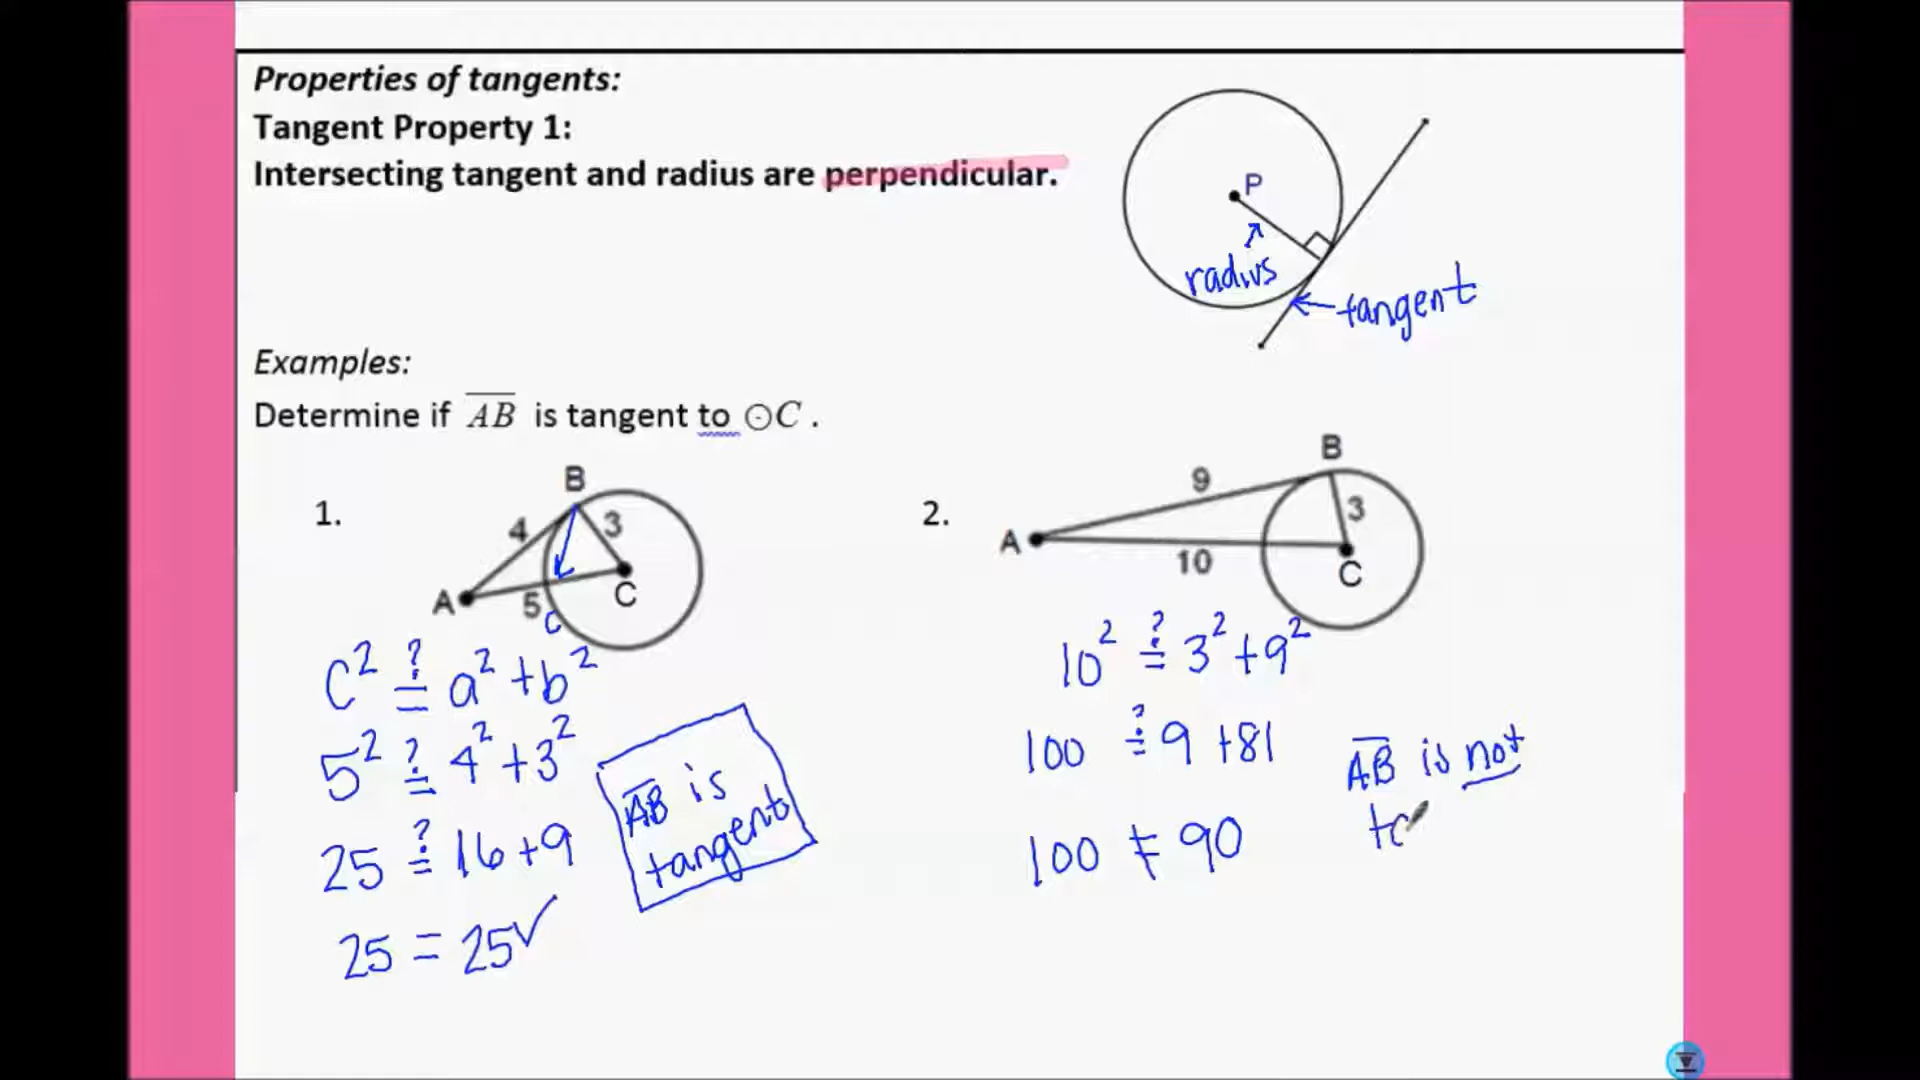 Properties of tangents:
Tangent Property 1:
Intersecting tangent and radius are perpendicular.
P
radius
tangent
Examples:
Determine if AB is tangent to ⊙C .
1.
B
4
3
A
5
C
c
c² ≟ a² + b²
5² ≟ 4² + 3²
25 ≟ 16 + 9
25 = 25 ✓
AB is
tangent
2.
B
9
3
A
10
C
10² ≟ 3² + 9²
100 ≟ 9 + 81
100 ≠ 90
AB is not